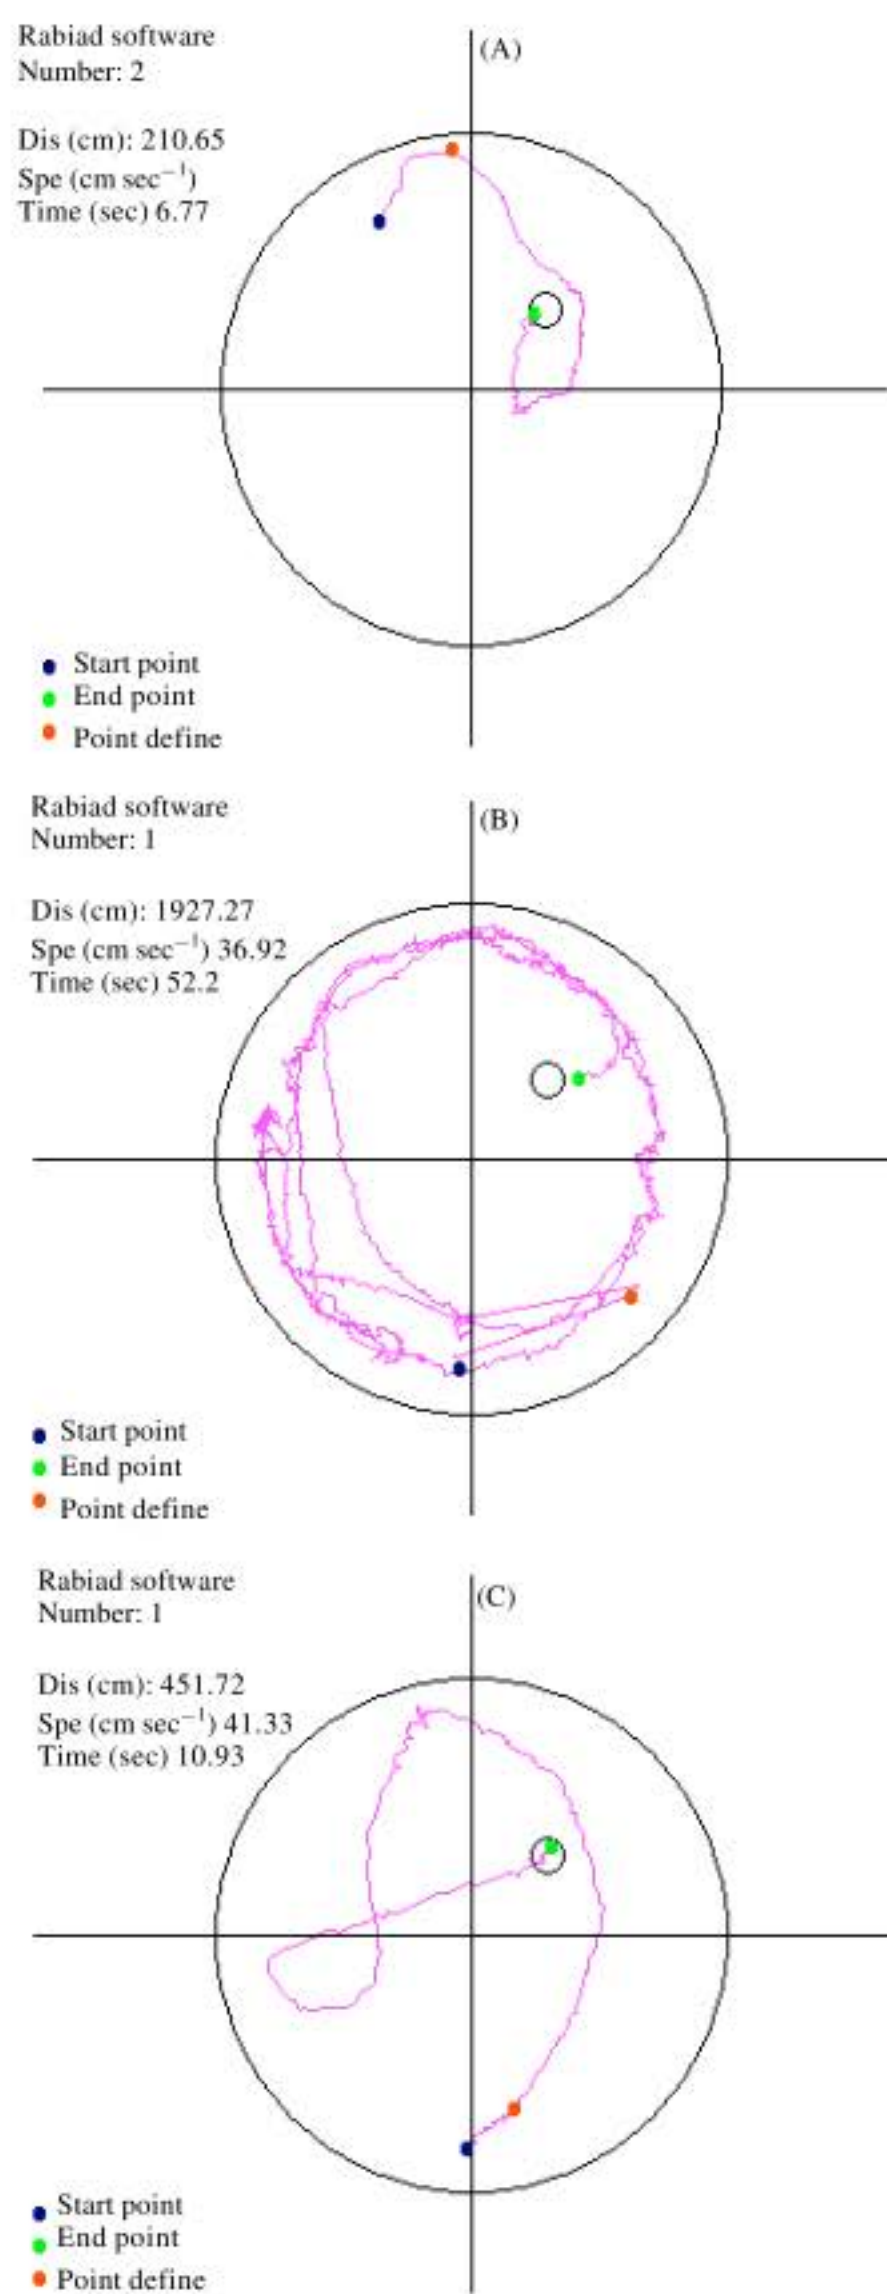 Rabiad software
Number: 2
(A)
Dis (cm): 210.65
Spe (cm sec⁻¹)
Time (sec) 6.77
Start point
End point
Point define
Rabiad software
Number: 1
(B)
Dis (cm): 1927.27
Spe (cm sec⁻¹) 36.92
Time (sec) 52.2
Start point
End point
Point define
Rabiad software
Number: 1
(C)
Dis (cm): 451.72
Spe (cm sec⁻¹) 41.33
Time (sec) 10.93
Start point
End point
Point define